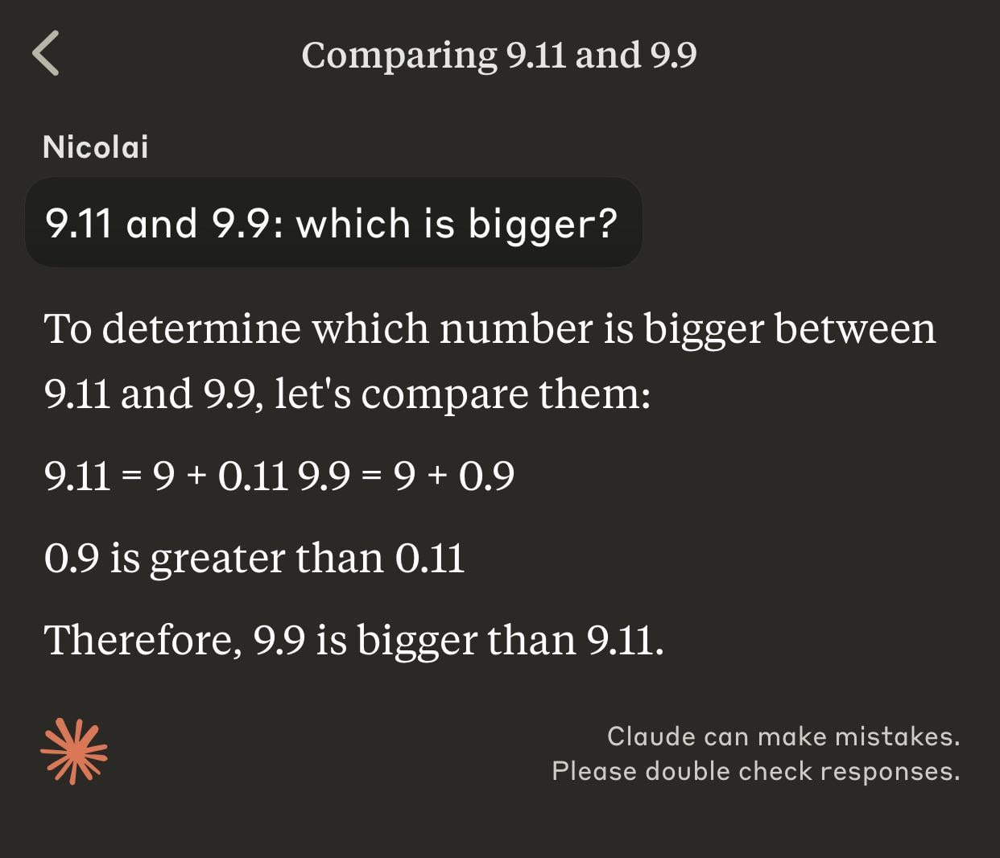 Comparing 9.11 and 9.9
Nicolai
9.11 and 9.9: which is bigger?
To determine which number is bigger between
9.11 and 9.9, let's compare them:
9.11 = 9 + 0.11 9.9 = 9 + 0.9
0.9 is greater than 0.11
Therefore, 9.9 is bigger than 9.11.
Claude can make mistakes.
Please double check responses.